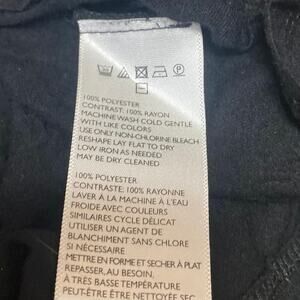 100% POLYESTER
CONTRAST: 100% RAYON
MACHINE WASH COLD GENTLE
WITH LIKE COLORS
USE ONLY NON-CHLORINE BLEACH
RESHAPE LAY FLAT TO DRY
LOW IRON AS NEEDED
MAY BE DRY CLEANED
100% POLYESTER
CONTRASTE: 100% RAYONNE
LAVER À LA MACHINE À L'EAU
FROIDE AVEC COULEURS
SIMILAIRES CYCLE DÉLICAT
UTILISER UN AGENT DE
BLANCHIMENT SANS CHLORE
SI NÉCESSAIRE
METTRE EN FORME ET SÉCHER À PLAT
REPASSER, AU BESOIN,
À TRÈS BASSE TEMPÉRATURE
PEUT-ÊTRE NETTOYÉE SEC